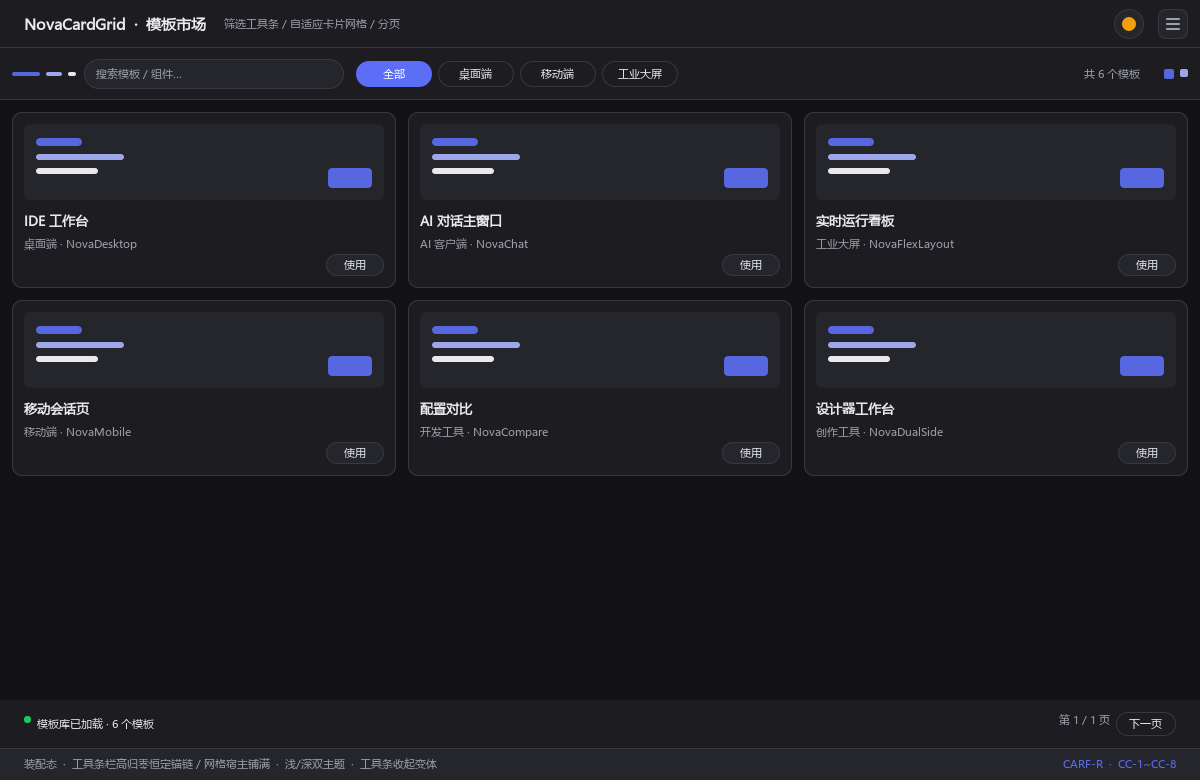 NovaCardGrid · 模板市场
筛选工具条 / 自适应卡片网格 / 分页
搜索模板 / 组件...
全部
桌面端
移动端
工业大屏
共 6 个模板
IDE 工作台
桌面端 · NovaDesktop
使用
AI 对话主窗口
AI 客户端 · NovaChat
使用
实时运行看板
工业大屏 · NovaFlexLayout
使用
移动会话页
移动端 · NovaMobile
使用
配置对比
开发工具 · NovaCompare
使用
设计器工作台
创作工具 · NovaDualSide
使用
模板库已加载 · 6 个模板
第 1 / 1 页
下一页
装配态 · 工具条栏高归零恒定锚链 / 网格宿主铺满 · 浅/深双主题 · 工具条收起变体
CARF-R · CC-1~CC-8